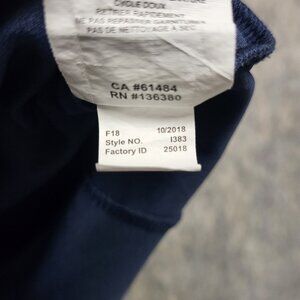 CYCLE DOUX
RETIRER RAPIDEMENT
NE PAS REPASSER GARNITURES
PAS DE NETTOYAGE A SEC
CA #61484
RN #136380
F18 10/2018
Style NO. I383
Factory ID 25018